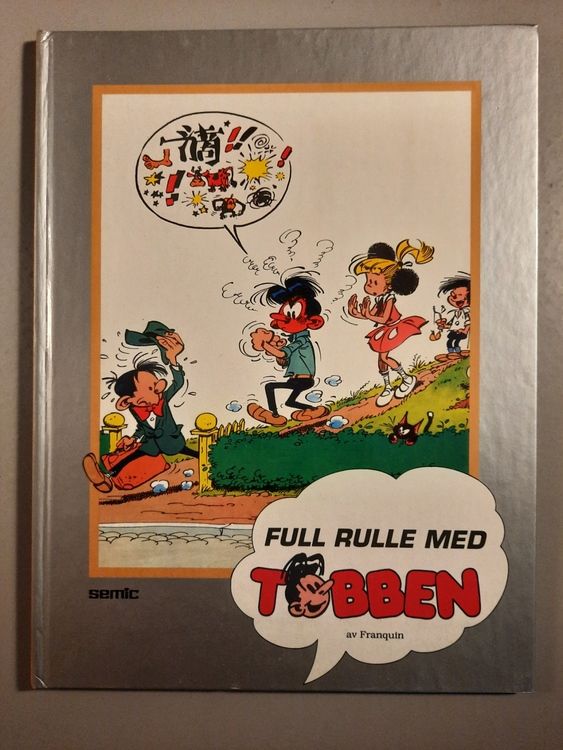 FULL RULLE MED
TOBBEN
av Franquin
semic